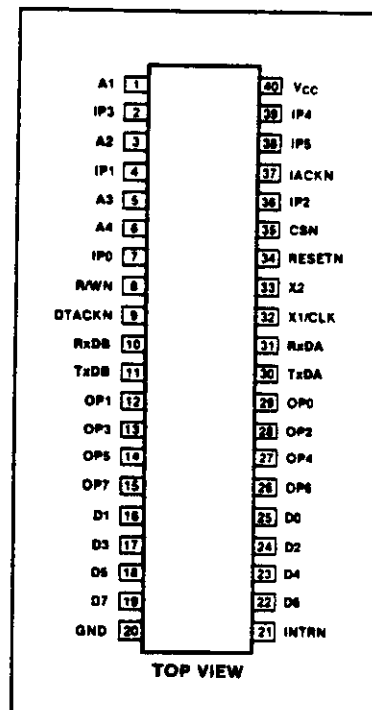 A1 1 40 VCC
IP3 2 39 IP4
A2 3 38 IP5
IP1 4 37 IACKN
A3 5 36 IP2
A4 6 35 CSN
IP0 7 34 RESETN
R/WN 8 33 X2
DTACKN 9 32 X1/CLK
RxDB 10 31 RxDA
TxDB 11 30 TxDA
OP1 12 29 OP0
OP3 13 28 OP2
OP5 14 27 OP4
OP7 15 26 OP6
D1 16 25 D0
D3 17 24 D2
D5 18 23 D4
D7 19 22 D6
GND 20 21 INTRN
TOP VIEW